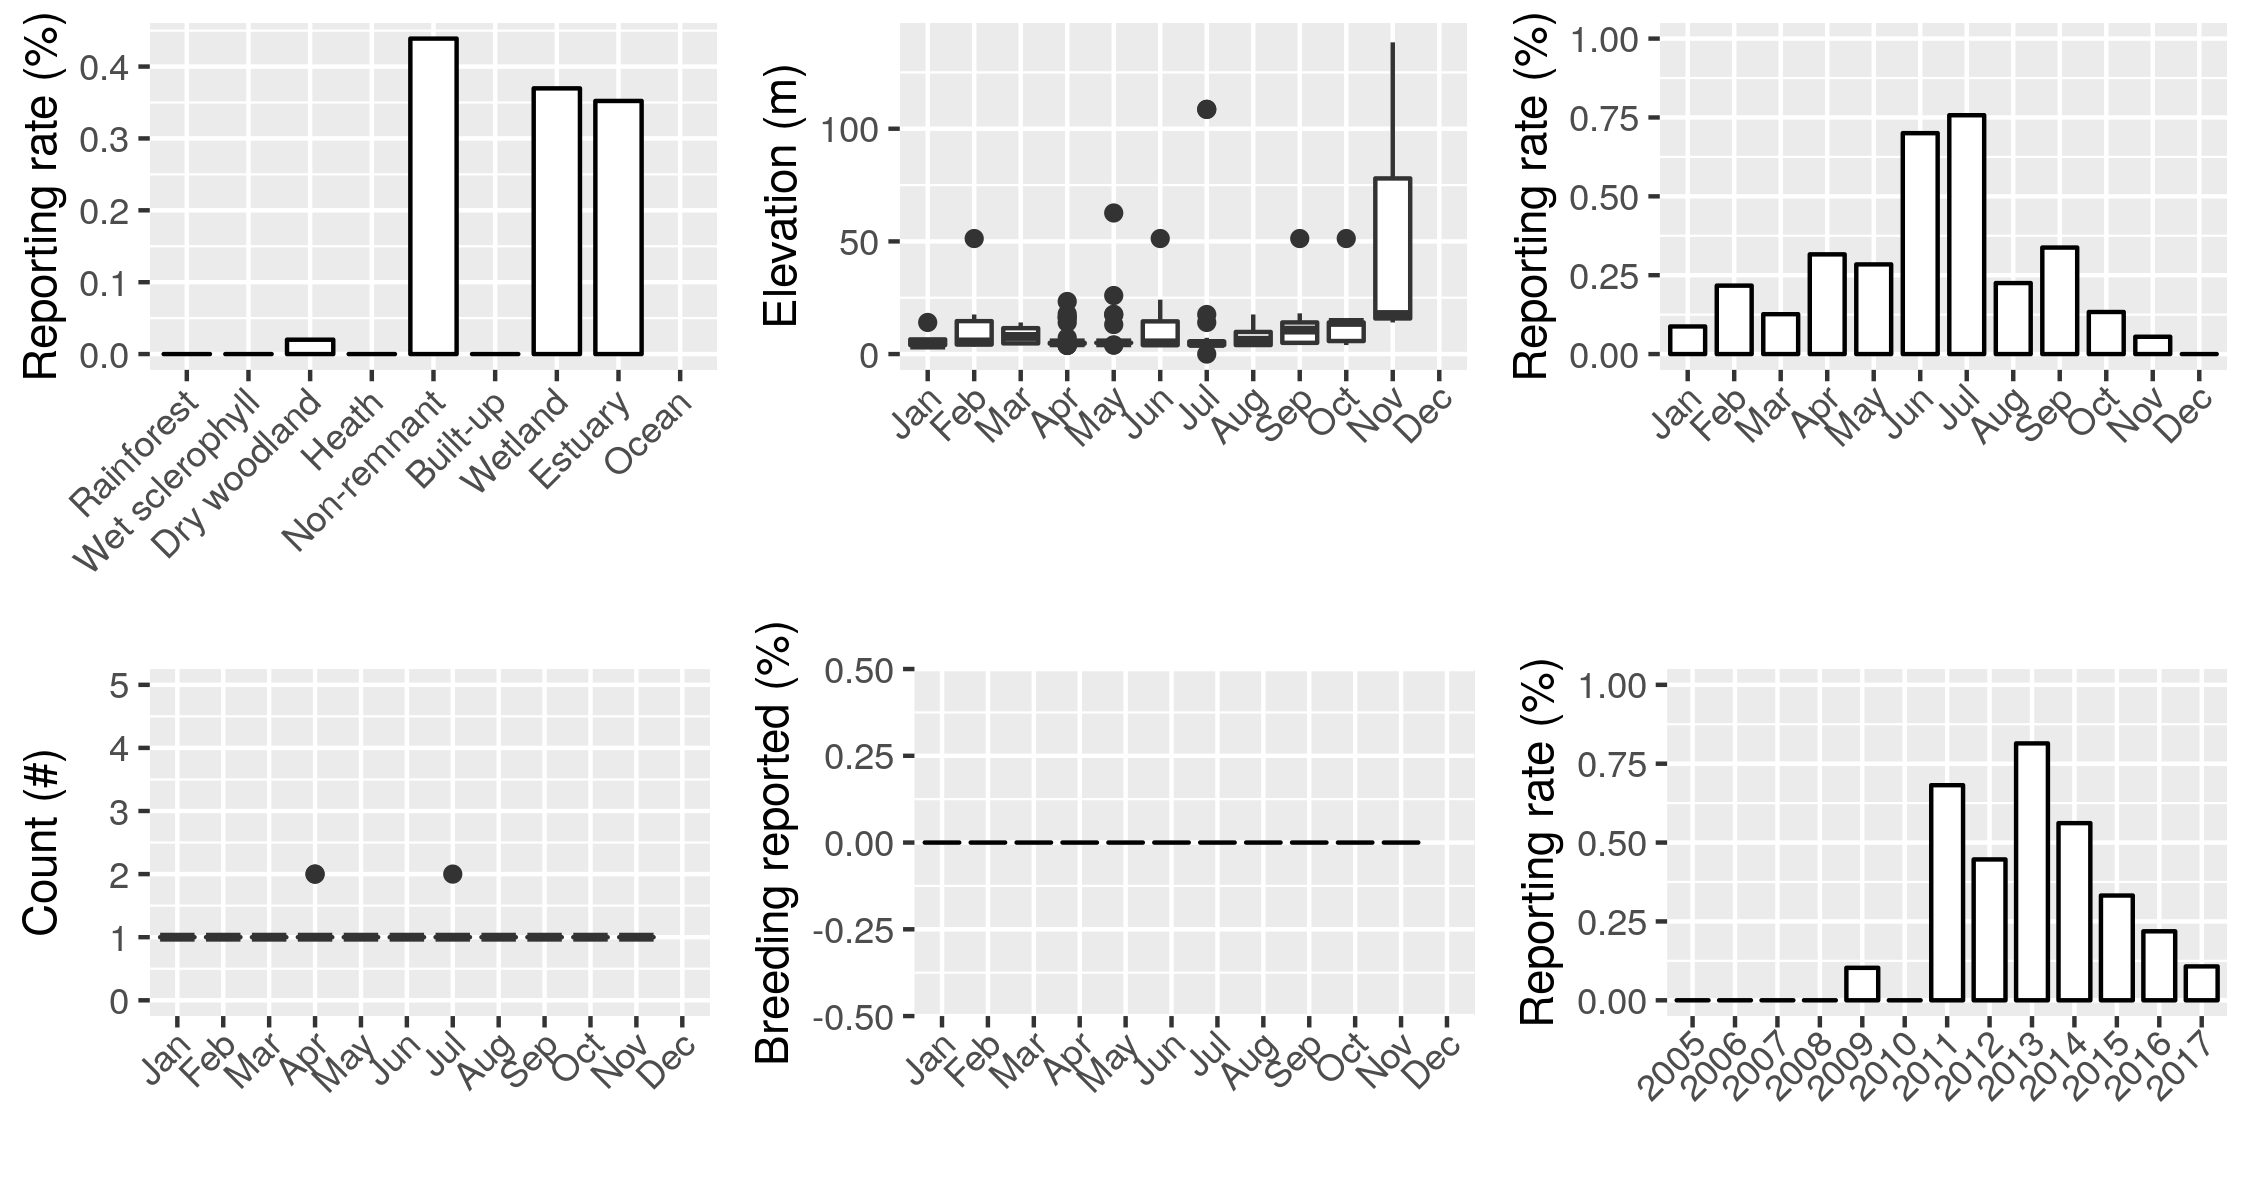 Reporting rate (%)
0.4
0.3
0.2
0.1
0.0
Rainforest
Wet sclerophyll
Dry woodland
Heath
Non-remnant
Built-up
Wetland
Estuary
Ocean
Elevation (m)
100
50
0
Jan
Feb
Mar
Apr
May
Jun
Jul
Aug
Sep
Oct
Nov
Dec
Reporting rate (%)
1.00
0.75
0.50
0.25
0.00
Jan
Feb
Mar
Apr
May
Jun
Jul
Aug
Sep
Oct
Nov
Dec
Count (#)
5
4
3
2
1
0
Jan
Feb
Mar
Apr
May
Jun
Jul
Aug
Sep
Oct
Nov
Dec
Breeding reported (%)
0.50
0.25
0.00
-0.25
-0.50
Jan
Feb
Mar
Apr
May
Jun
Jul
Aug
Sep
Oct
Nov
Dec
Reporting rate (%)
1.00
0.75
0.50
0.25
0.00
2005
2006
2007
2008
2009
2010
2011
2012
2013
2014
2015
2016
2017